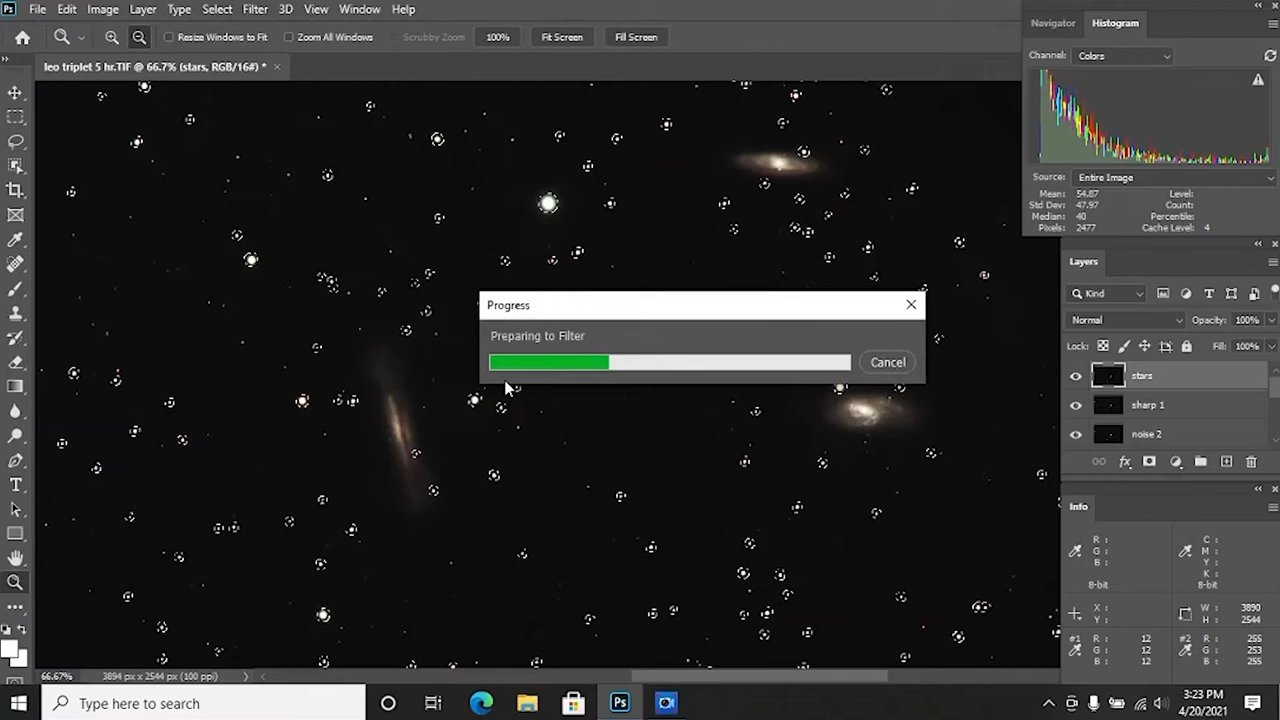 Ps File Edit Image Layer Type Select Filter 3D View Window Help
Resize Windows to Fit Zoom All Windows Scrubby Zoom 100% Fit Screen Fill Screen
leo triplet 5 hr.TIF @ 66.7% (stars, RGB/16#) * ×
Navigator Histogram
Channel: Colors
Source: Entire Image
Mean: 54.87 Level:
Std Dev: 47.97 Count:
Median: 40 Percentile:
Pixels: 2477 Cache Level: 4
Progress
Preparing to Filter
Cancel
Layers
Kind
Normal Opacity: 100%
Lock: Fill: 100%
stars
sharp 1
noise 2
Info
R : C :
G : M :
B : Y :
K :
8-bit 8-bit
X : W : 3890
Y : H : 2544
#1 R : 12 #2 R : 255
G : 12 G : 253
B : 12 B : 255
66.67% 3894 px x 2544 px (100 ppi)
Type here to search
Ps
3:23 PM
4/20/2021